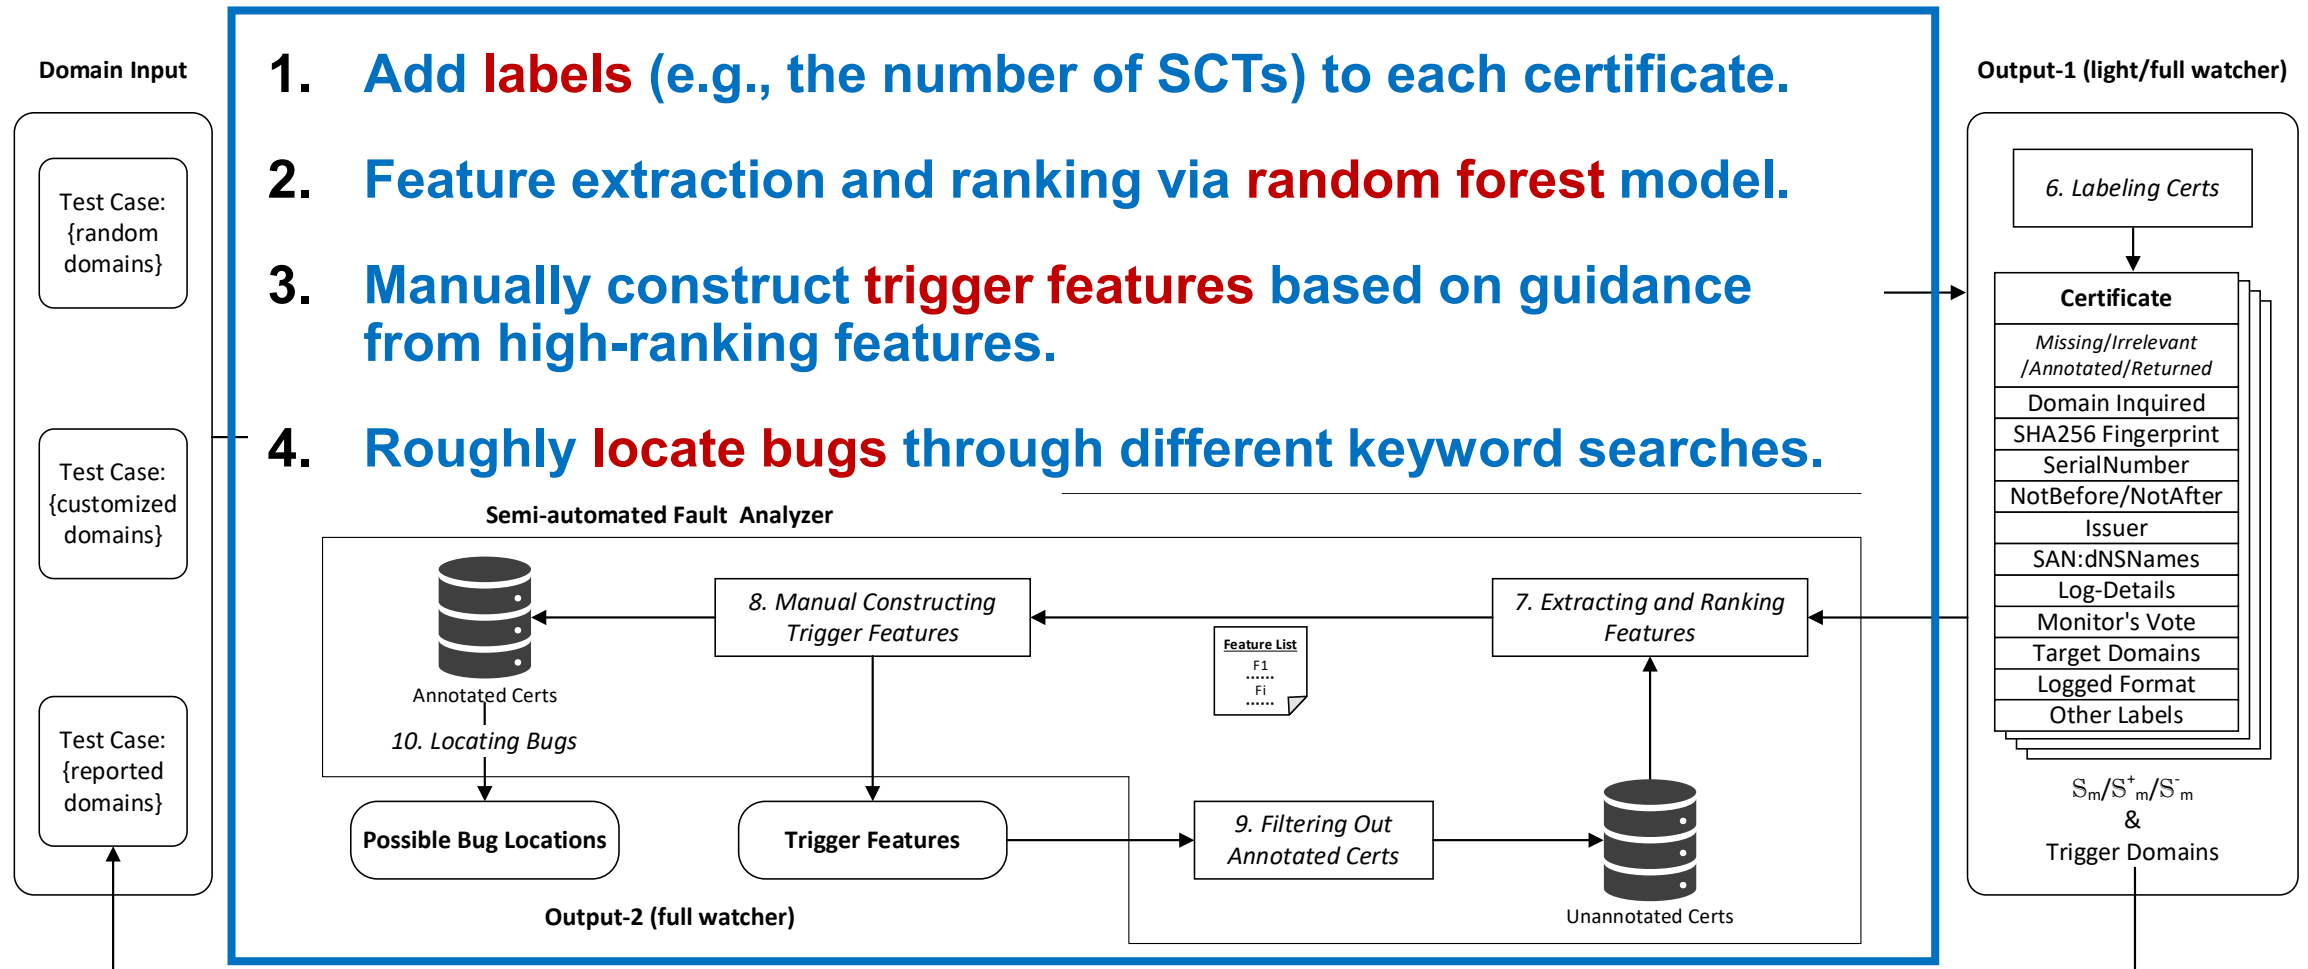 Domain Input
Test Case:
{random
domains}
Test Case:
{customized
domains}
Test Case:
{reported
domains}
1. Add labels (e.g., the number of SCTs) to each certificate.
2. Feature extraction and ranking via random forest model.
3. Manually construct trigger features based on guidance
from high-ranking features.
4. Roughly locate bugs through different keyword searches.
Semi-automated Fault Analyzer
Annotated Certs
8. Manual Constructing
Trigger Features
Feature List
F1
......
Fi
......
7. Extracting and Ranking
Features
10. Locating Bugs
Possible Bug Locations
Trigger Features
9. Filtering Out
Annotated Certs
Unannotated Certs
Output-2 (full watcher)
Output-1 (light/full watcher)
6. Labeling Certs
Certificate
Missing/Irrelevant
/Annotated/Returned
Domain Inquired
SHA256 Fingerprint
SerialNumber
NotBefore/NotAfter
Issuer
SAN:dNSNames
Log-Details
Monitor's Vote
Target Domains
Logged Format
Other Labels
Sm/S+m/S-m
&
Trigger Domains